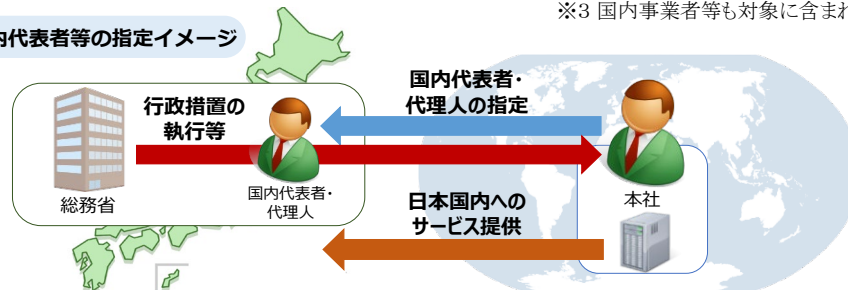 ※3 国内事業者等も対象に含まれ
内代表者等の指定イメージ
国内代表者・
代理人の指定
行政措置の
執行等
総務省
国内代表者・
代理人
本社
日本国内への
サービス提供